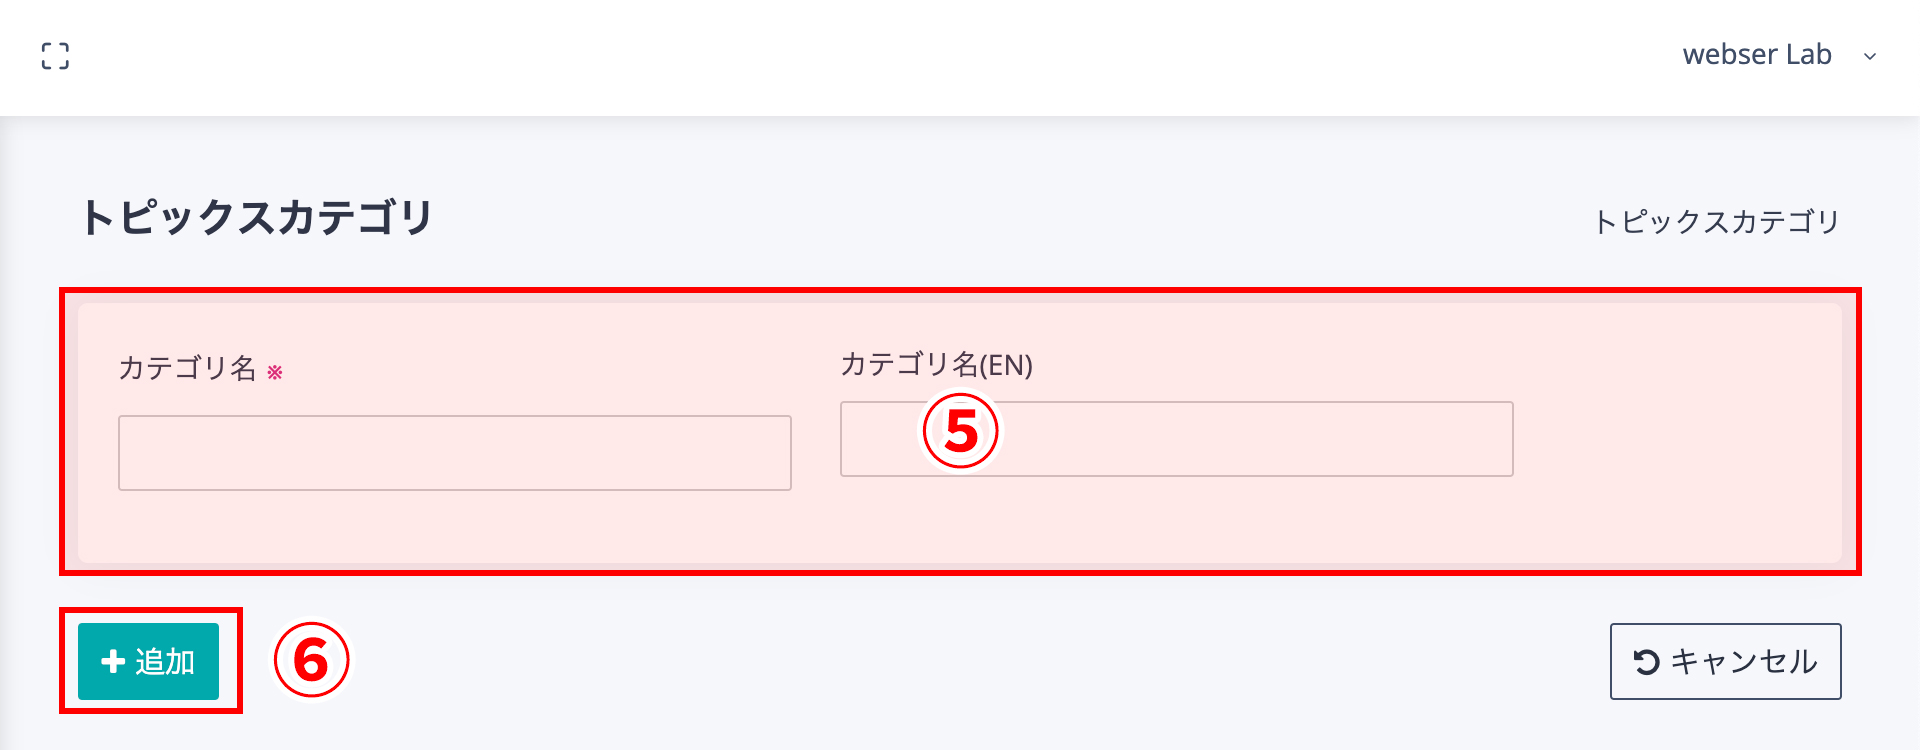 webser Lab
トピックスカテゴリ
トピックスカテゴリ
カテゴリ名 ※
カテゴリ名(EN)
⑤
追加
⑥
キャンセル